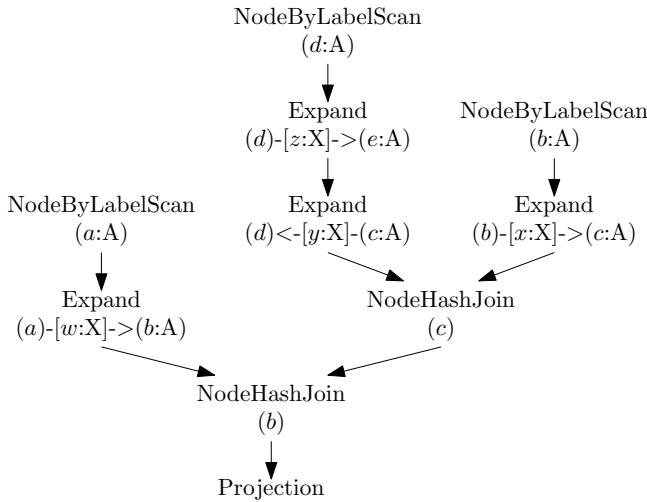 NodeByLabelScan
(d:A)
Expand
(d)-[z:X]->(e:A)
NodeByLabelScan
(b:A)
NodeByLabelScan
(a:A)
Expand
(d)<-[y:X]-(c:A)
Expand
(b)-[x:X]->(c:A)
Expand
(a)-[w:X]->(b:A)
NodeHashJoin
(c)
NodeHashJoin
(b)
Projection